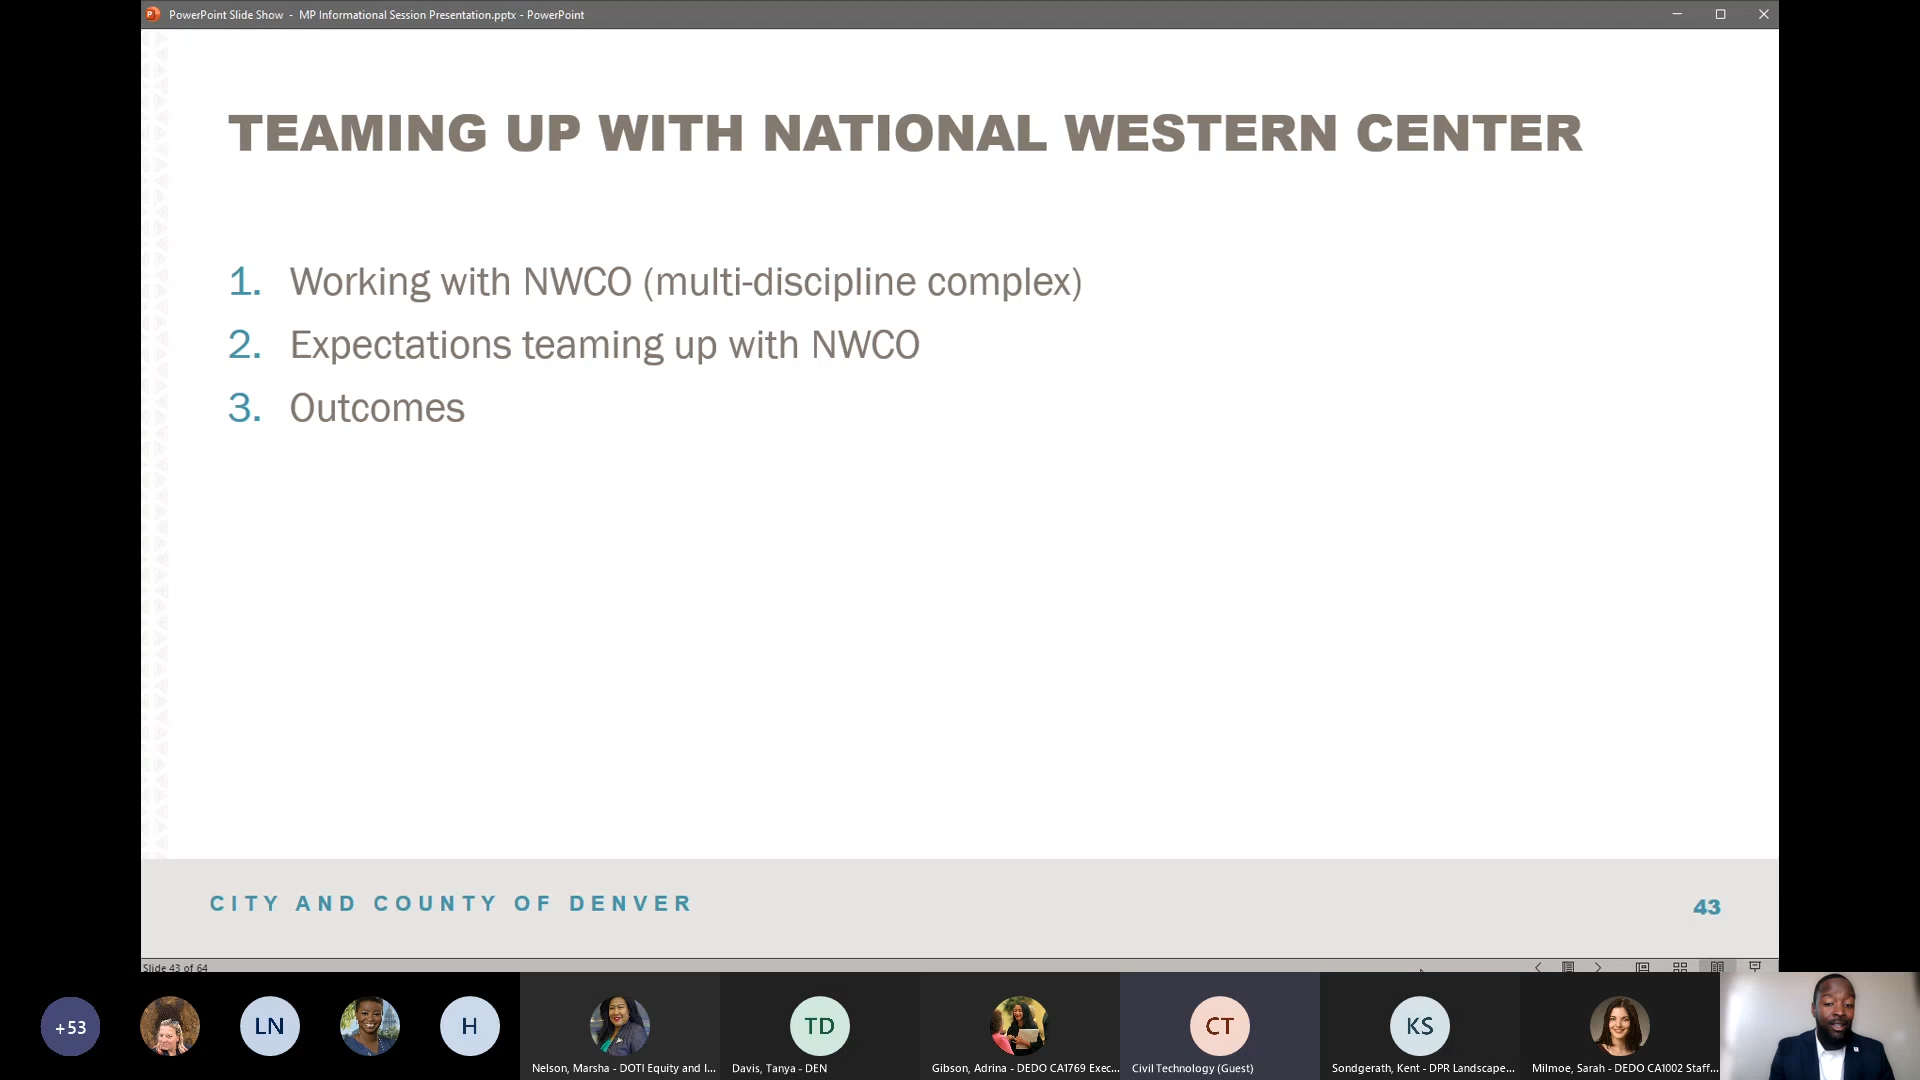 PowerPoint Slide Show - MP Informational Session Presentation.pptx - PowerPoint
TEAMING UP WITH NATIONAL WESTERN CENTER
1. Working with NWCO (multi-discipline complex)
2. Expectations teaming up with NWCO
3. Outcomes
CITY AND COUNTY OF DENVER
43
Slide 43 of 64
+53
LN
H
TD
CT
KS
Nelson, Marsha - DOTI Equity and I...
Davis, Tanya - DEN
Gibson, Adrina - DEDO CA1769 Exec...
Civil Technology (Guest)
Sondgerath, Kent - DPR Landscape...
Milmoe, Sarah - DEDO CA1002 Staff...